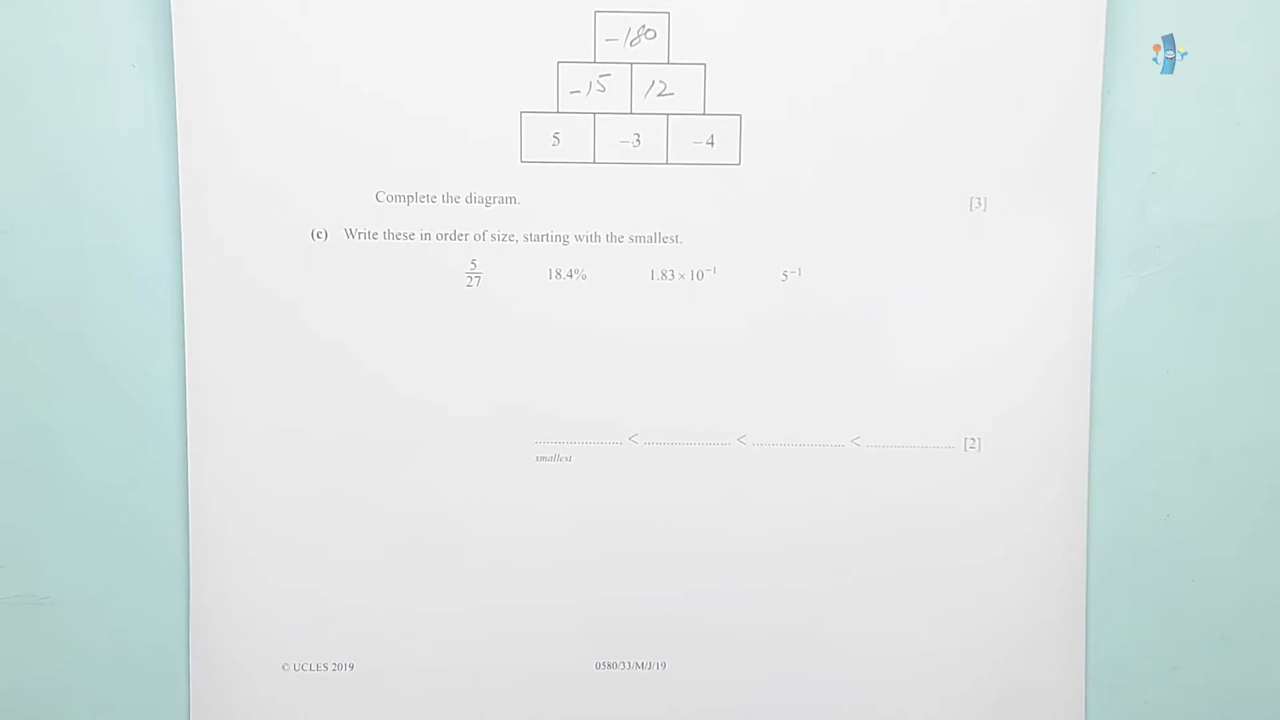 -180
-15 12
5 -3 -4
Complete the diagram. [3]
(c) Write these in order of size, starting with the smallest.
5/27 18.4% 1.83 × 10⁻¹ 5⁻¹
...................... < ...................... < ....................... < ...................... [2]
smallest
© UCLES 2019 0580/33/M/J/19